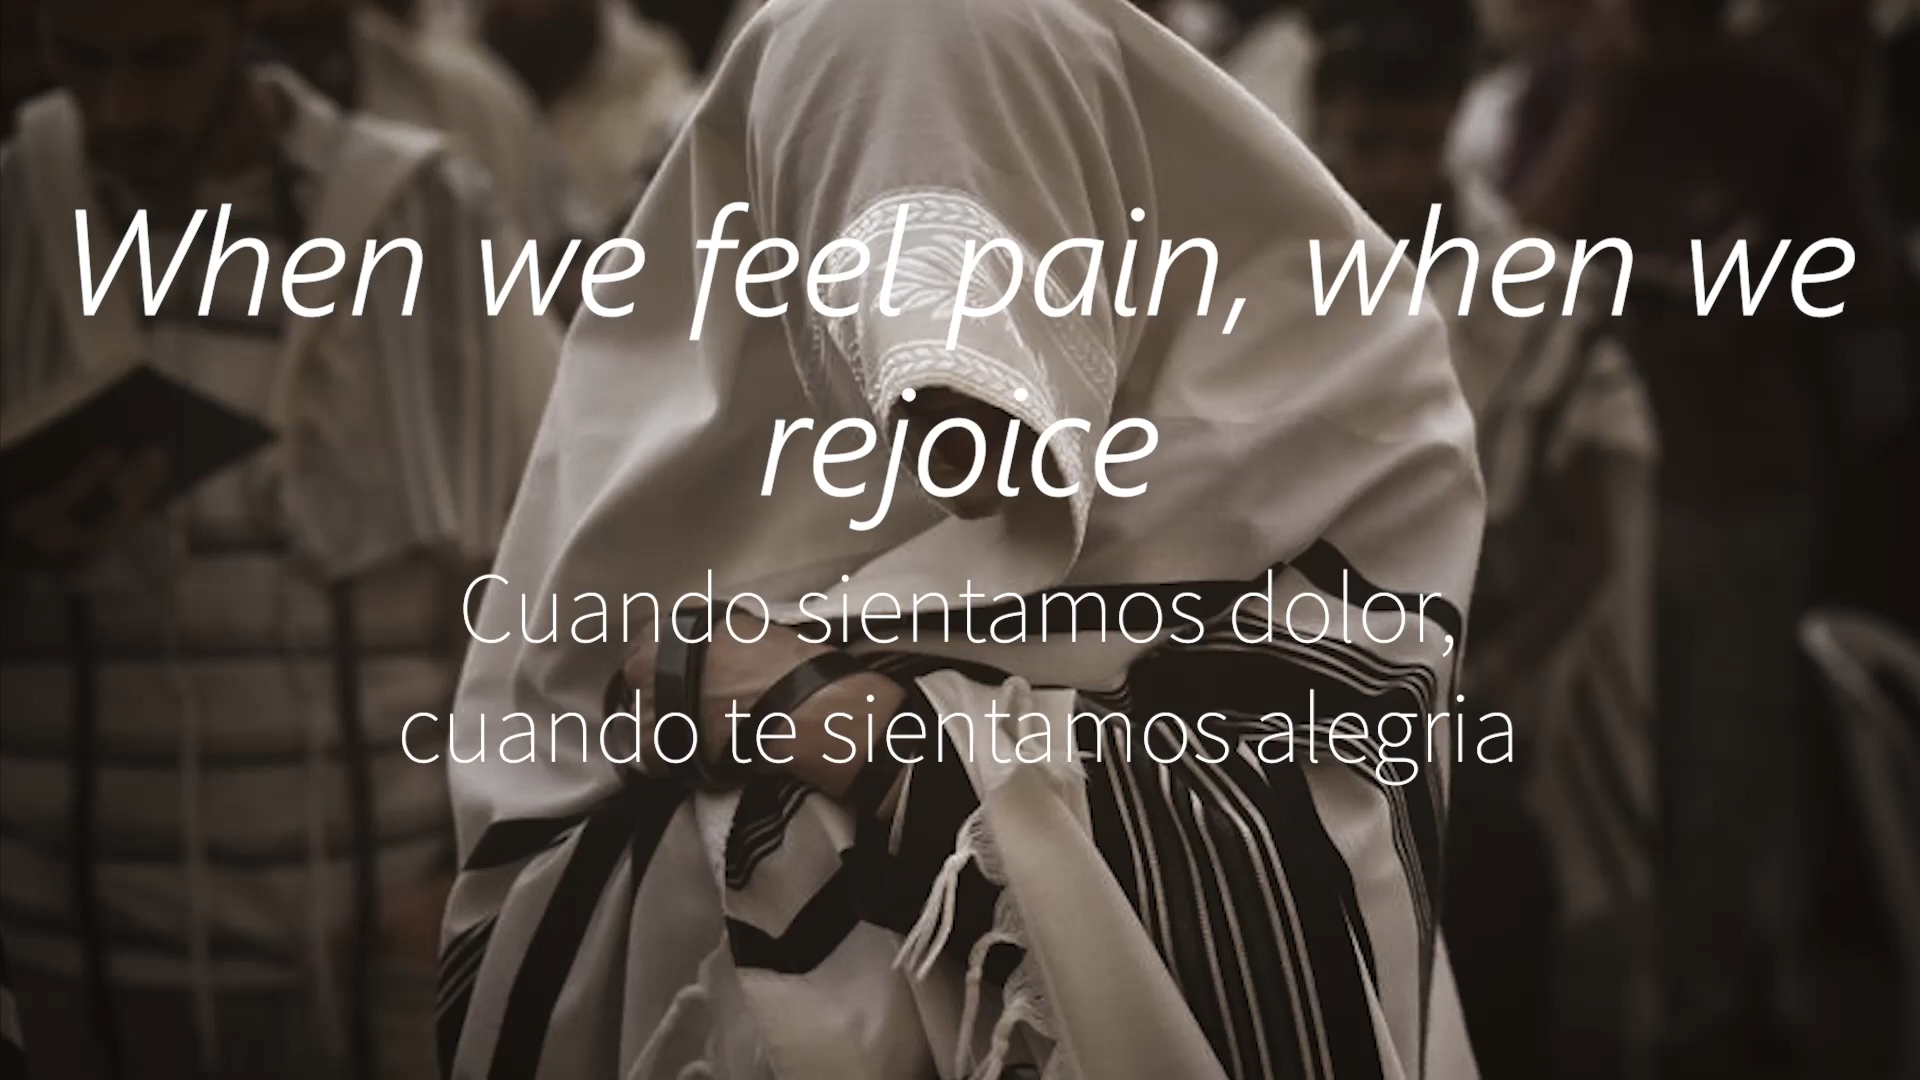 When we feel pain, when we
rejoice
Cuando sientamos dolor,
cuando te sientamos alegria